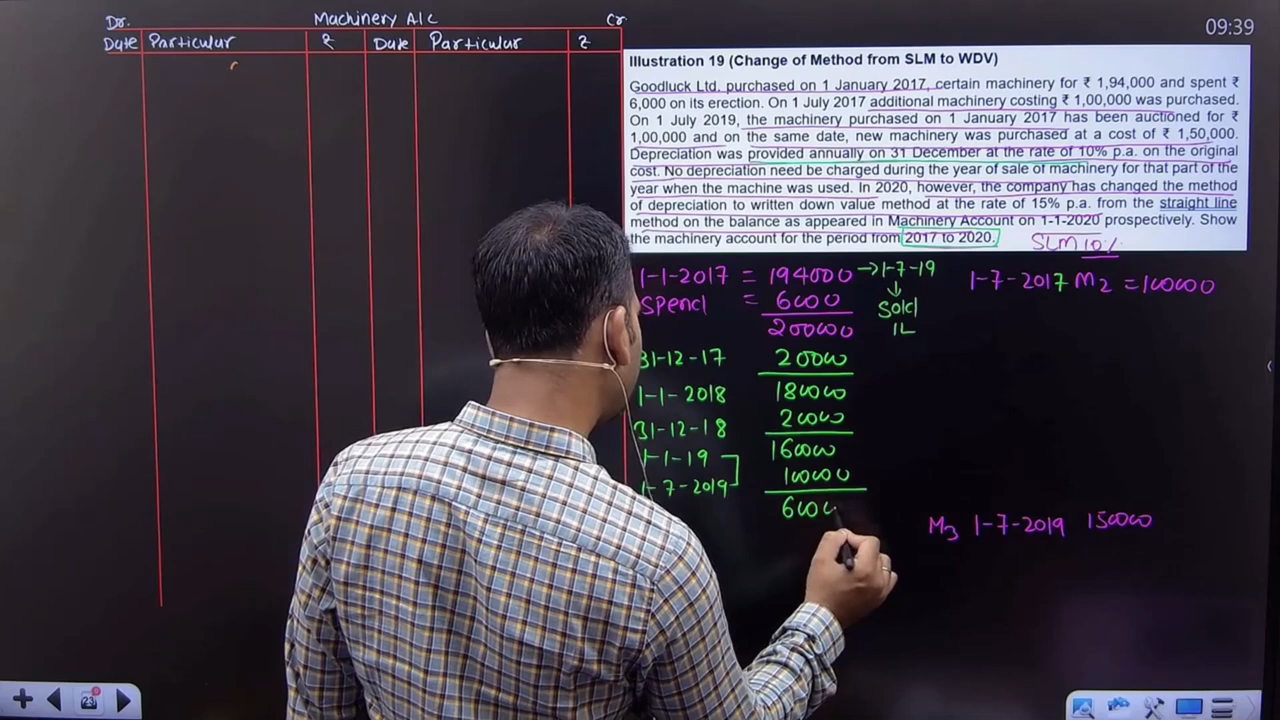 Dr. Machinery A/c Cr.
Date Particular ₹ Date Particular ₹
09:39
Illustration 19 (Change of Method from SLM to WDV)
Goodluck Ltd. purchased on 1 January 2017, certain machinery for ₹ 1,94,000 and spent ₹
6,000 on its erection. On 1 July 2017 additional machinery costing ₹ 1,00,000 was purchased.
On 1 July 2019, the machinery purchased on 1 January 2017 has been auctioned for ₹
1,00,000 and on the same date, new machinery was purchased at a cost of ₹ 1,50,000.
Depreciation was provided annually on 31 December at the rate of 10% p.a. on the original
cost. No depreciation need be charged during the year of sale of machinery for that part of the
year when the machine was used. In 2020, however, the company has changed the method
of depreciation to written down value method at the rate of 15% p.a. from the straight line
method on the balance as appeared in Machinery Account on 1-1-2020 prospectively. Show
the machinery account for the period from 2017 to 2020.
SLM 10%
1-1-2017 = 194000 → 1-7-19
Spend = 6000 ↓ Sold
200000 1L
1-7-2017 M2 = 100000
31-12-17 20000
1-1-2018 180000
31-12-18 20000
1-1-19 160000
1-7-2019 100000
6000
M3 1-7-2019 150000
23